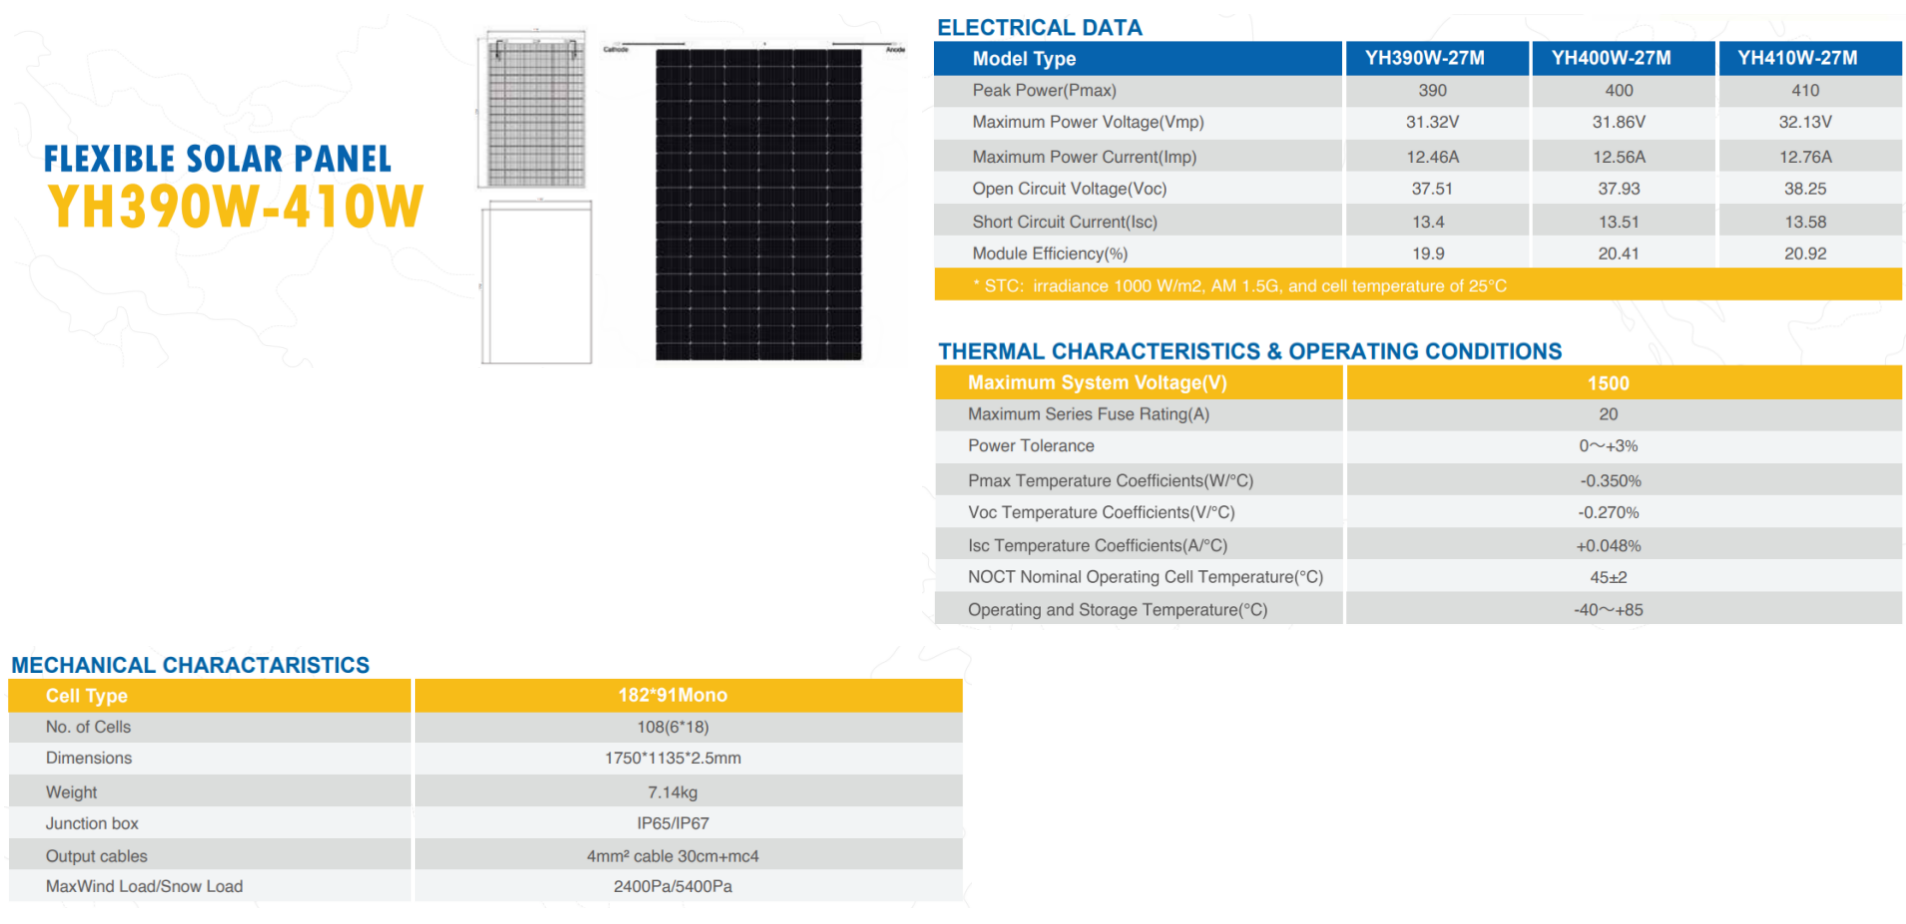 FLEXIBLE SOLAR PANEL
YH390W-410W
Cathode
Anode
ELECTRICAL DATA
Model Type YH390W-27M YH400W-27M YH410W-27M
Peak Power(Pmax) 390 400 410
Maximum Power Voltage(Vmp) 31.32V 31.86V 32.13V
Maximum Power Current(Imp) 12.46A 12.56A 12.76A
Open Circuit Voltage(Voc) 37.51 37.93 38.25
Short Circuit Current(Isc) 13.4 13.51 13.58
Module Efficiency(%) 19.9 20.41 20.92
* STC: irradiance 1000 W/m2, AM 1.5G, and cell temperature of 25°C
THERMAL CHARACTERISTICS & OPERATING CONDITIONS
Maximum System Voltage(V) 1500
Maximum Series Fuse Rating(A) 20
Power Tolerance 0～+3%
Pmax Temperature Coefficients(W/°C) -0.350%
Voc Temperature Coefficients(V/°C) -0.270%
Isc Temperature Coefficients(A/°C) +0.048%
NOCT Nominal Operating Cell Temperature(°C) 45±2
Operating and Storage Temperature(°C) -40～+85
MECHANICAL CHARACTARISTICS
Cell Type 182*91Mono
No. of Cells 108(6*18)
Dimensions 1750*1135*2.5mm
Weight 7.14kg
Junction box IP65/IP67
Output cables 4mm² cable 30cm+mc4
MaxWind Load/Snow Load 2400Pa/5400Pa